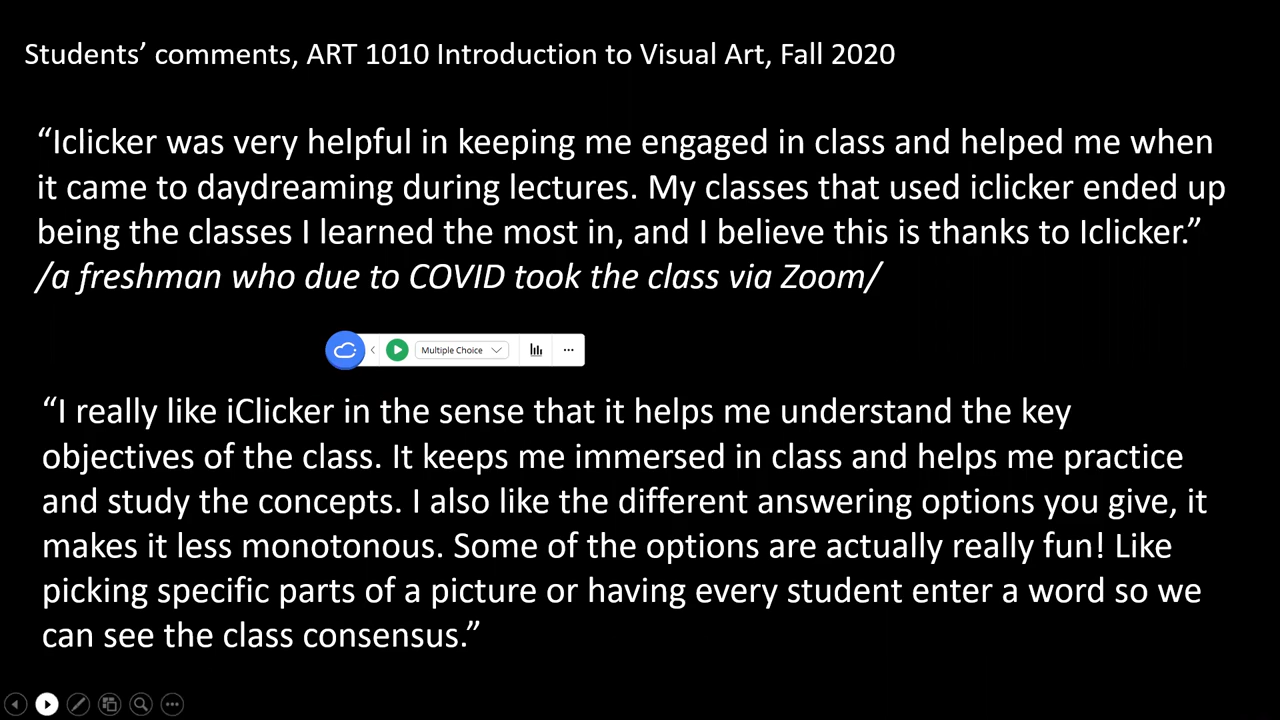 Students’ comments, ART 1010 Introduction to Visual Art, Fall 2020
“Iclicker was very helpful in keeping me engaged in class and helped me when
it came to daydreaming during lectures. My classes that used iclicker ended up
being the classes I learned the most in, and I believe this is thanks to Iclicker.”
/a freshman who due to COVID took the class via Zoom/
Multiple Choice
“I really like iClicker in the sense that it helps me understand the key
objectives of the class. It keeps me immersed in class and helps me practice
and study the concepts. I also like the different answering options you give, it
makes it less monotonous. Some of the options are actually really fun! Like
picking specific parts of a picture or having every student enter a word so we
can see the class consensus.”